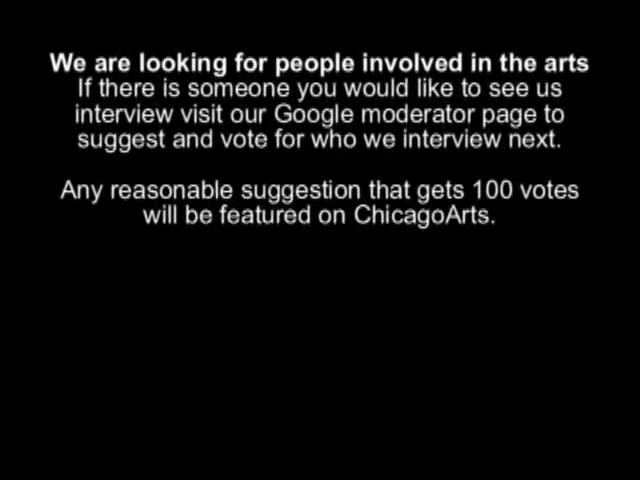 We are looking for people involved in the arts
If there is someone you would like to see us
interview visit our Google moderator page to
suggest and vote for who we interview next.
Any reasonable suggestion that gets 100 votes
will be featured on ChicagoArts.